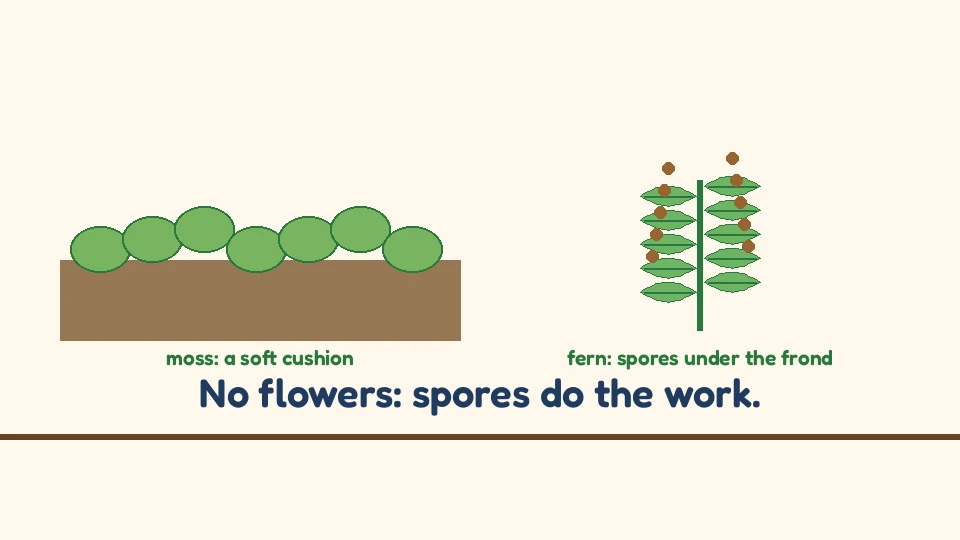 moss: a soft cushion
fern: spores under the frond
No flowers: spores do the work.